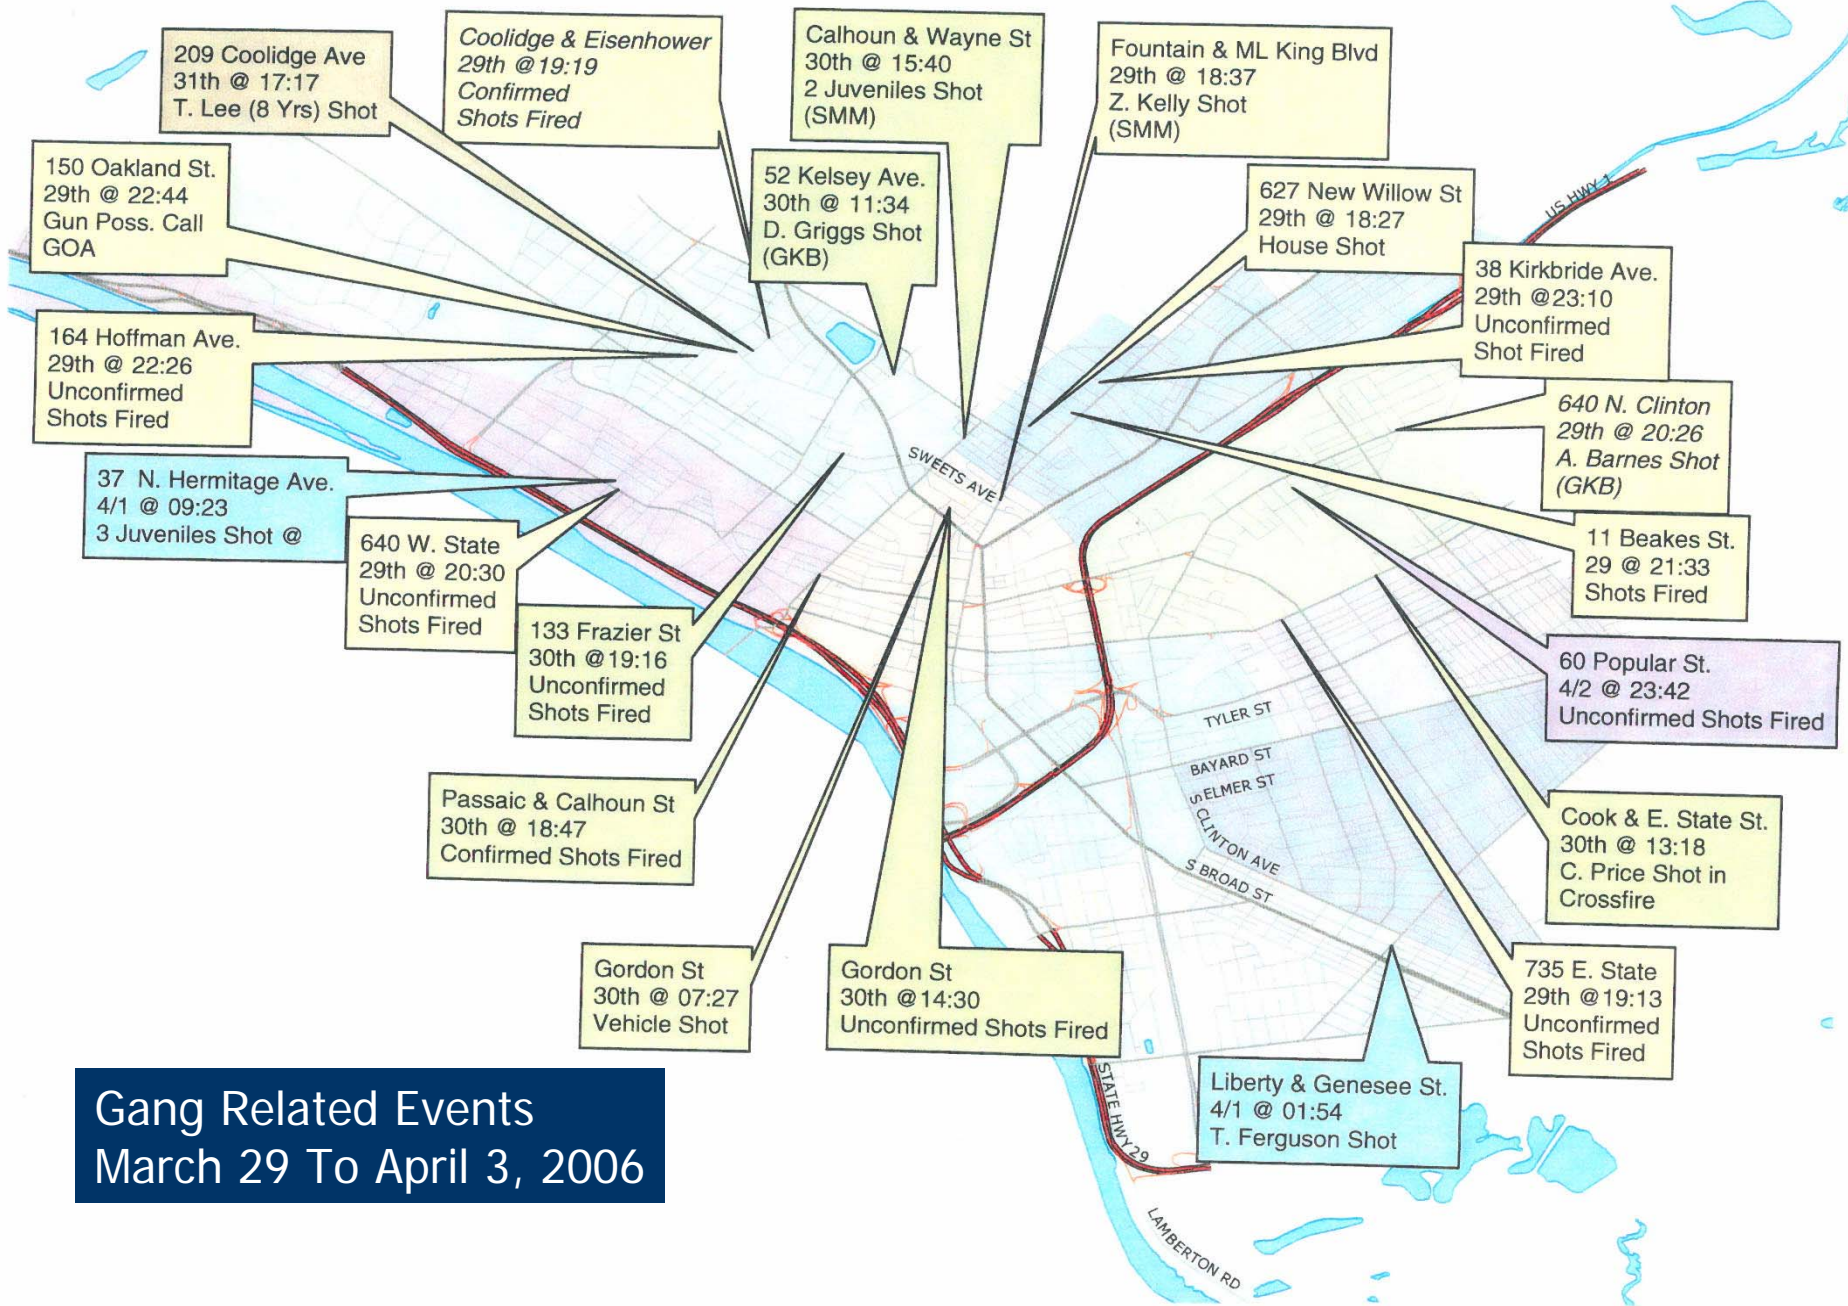 209 Coolidge Ave
31th @ 17:17
T. Lee (8 Yrs) Shot
Coolidge & Eisenhower
29th @19:19
Confirmed
Shots Fired
Calhoun & Wayne St
30th @ 15:40
2 Juveniles Shot
(SMM)
Fountain & ML King Blvd
29th @ 18:37
Z. Kelly Shot
(SMM)
150 Oakland St.
29th @ 22:44
Gun Poss. Call
GOA
52 Kelsey Ave.
30th @ 11:34
D. Griggs Shot
(GKB)
627 New Willow St
29th @ 18:27
House Shot
US HWY 1
38 Kirkbride Ave.
29th @23:10
Unconfirmed
Shot Fired
164 Hoffman Ave.
29th @ 22:26
Unconfirmed
Shots Fired
640 N. Clinton
29th @ 20:26
A. Barnes Shot
(GKB)
SWEETS AVE
37 N. Hermitage Ave.
4/1 @ 09:23
3 Juveniles Shot @
640 W. State
29th @ 20:30
Unconfirmed
Shots Fired
11 Beakes St.
29 @ 21:33
Shots Fired
133 Frazier St
30th @19:16
Unconfirmed
Shots Fired
60 Popular St.
4/2 @ 23:42
Unconfirmed Shots Fired
TYLER ST
BAYARD ST
ELMER ST
S CLINTON AVE
S BROAD ST
Passaic & Calhoun St
30th @ 18:47
Confirmed Shots Fired
Cook & E. State St.
30th @ 13:18
C. Price Shot in
Crossfire
Gordon St
30th @ 07:27
Vehicle Shot
Gordon St
30th @14:30
Unconfirmed Shots Fired
735 E. State
29th @19:13
Unconfirmed
Shots Fired
Liberty & Genesee St.
4/1 @ 01:54
T. Ferguson Shot
STATE HWY 29
LAMBERTON RD
Gang Related Events
March 29 To April 3, 2006